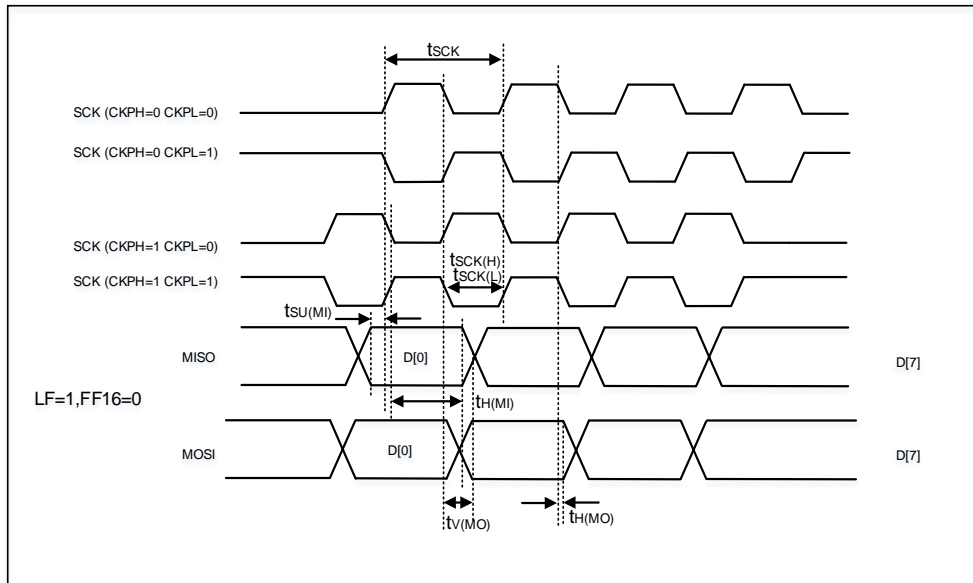 tSCK
SCK (CKPH=0 CKPL=0)
SCK (CKPH=0 CKPL=1)
SCK (CKPH=1 CKPL=0)
tSCK(H)
tSCK(L)
SCK (CKPH=1 CKPL=1)
tSU(MI)
MISO
D[0]
D[7]
LF=1,FF16=0
tH(MI)
MOSI
D[0]
D[7]
tV(MO)
tH(MO)